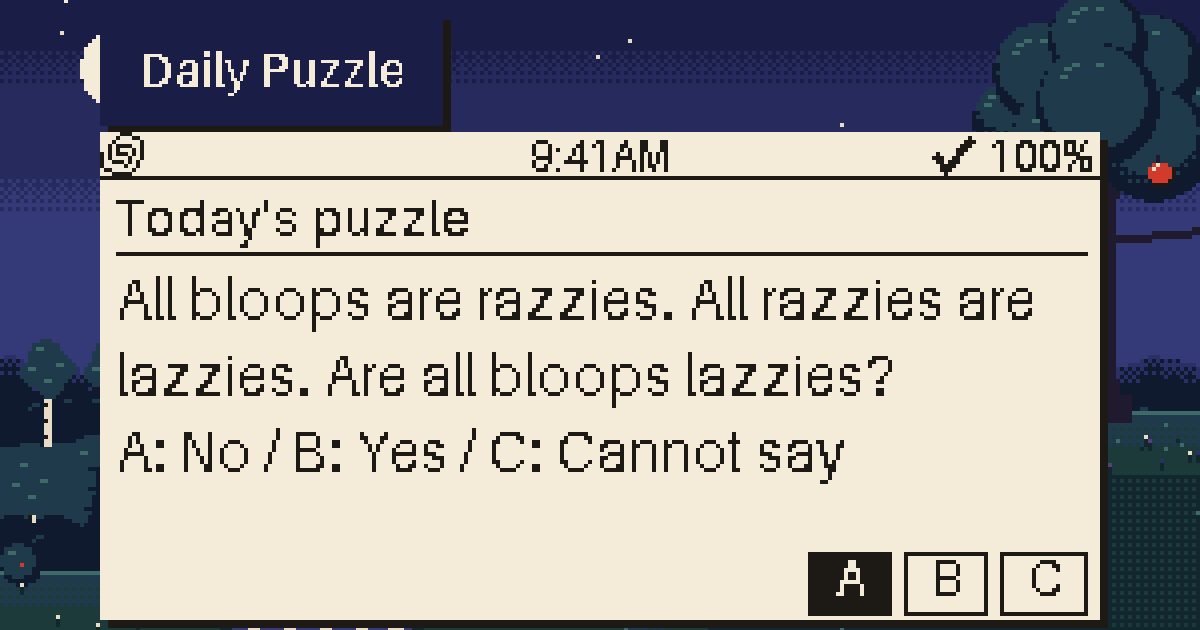 Daily Puzzle
9:41AM
100%
Today's puzzle
All bloops are razzies. All razzies are
lazzies. Are all bloops lazzies?
A: No / B: Yes / C: Cannot say
A B C